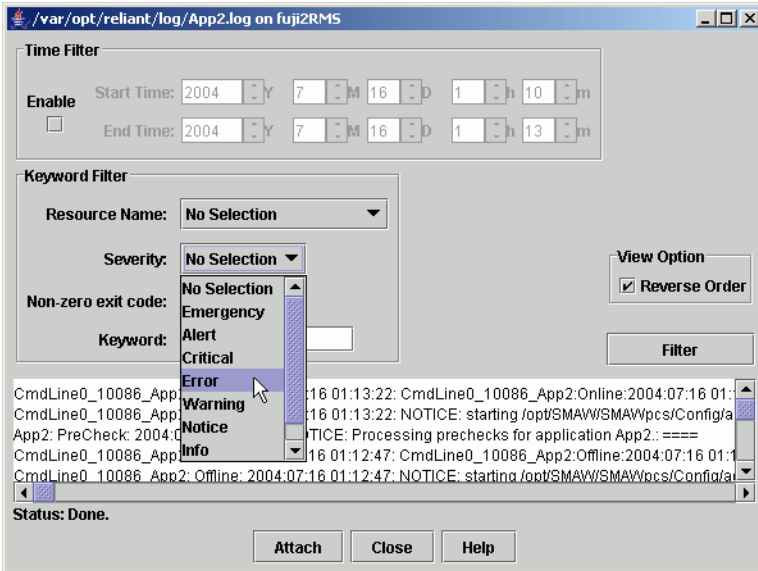 /var/opt/reliant/log/App2.log on fuji2RMS
Time Filter
Enable
Start Time: 2004 Y 7 M 16 D 1 h 10 m
End Time: 2004 Y 7 M 16 D 1 h 13 m
Keyword Filter
Resource Name: No Selection
Severity: No Selection
View Option
Reverse Order
Non-zero exit code:
Keyword:
No Selection
Emergency
Alert
Critical
Error
Warning
Notice
Info
Filter
CmdLine0_10086_App 16 01:13:22: CmdLine0_10086_App2:Online:2004:07:16 01:
CmdLine0_10086_App 16 01:13:22: NOTICE: starting /opt/SMAW/SMAWpcs/Config/a
App2: PreCheck: 2004: TICE: Processing prechecks for application App2.: ====
CmdLine0_10086_App 16 01:12:47: CmdLine0_10086_App2:Offline:2004:07:16 01:1
CmdLine0_10086_App2: Offline: 2004:07:16 01:12:47: NOTICE: starting /opt/SMAW/SMAWpcs/Config/a
Status: Done.
Attach Close Help